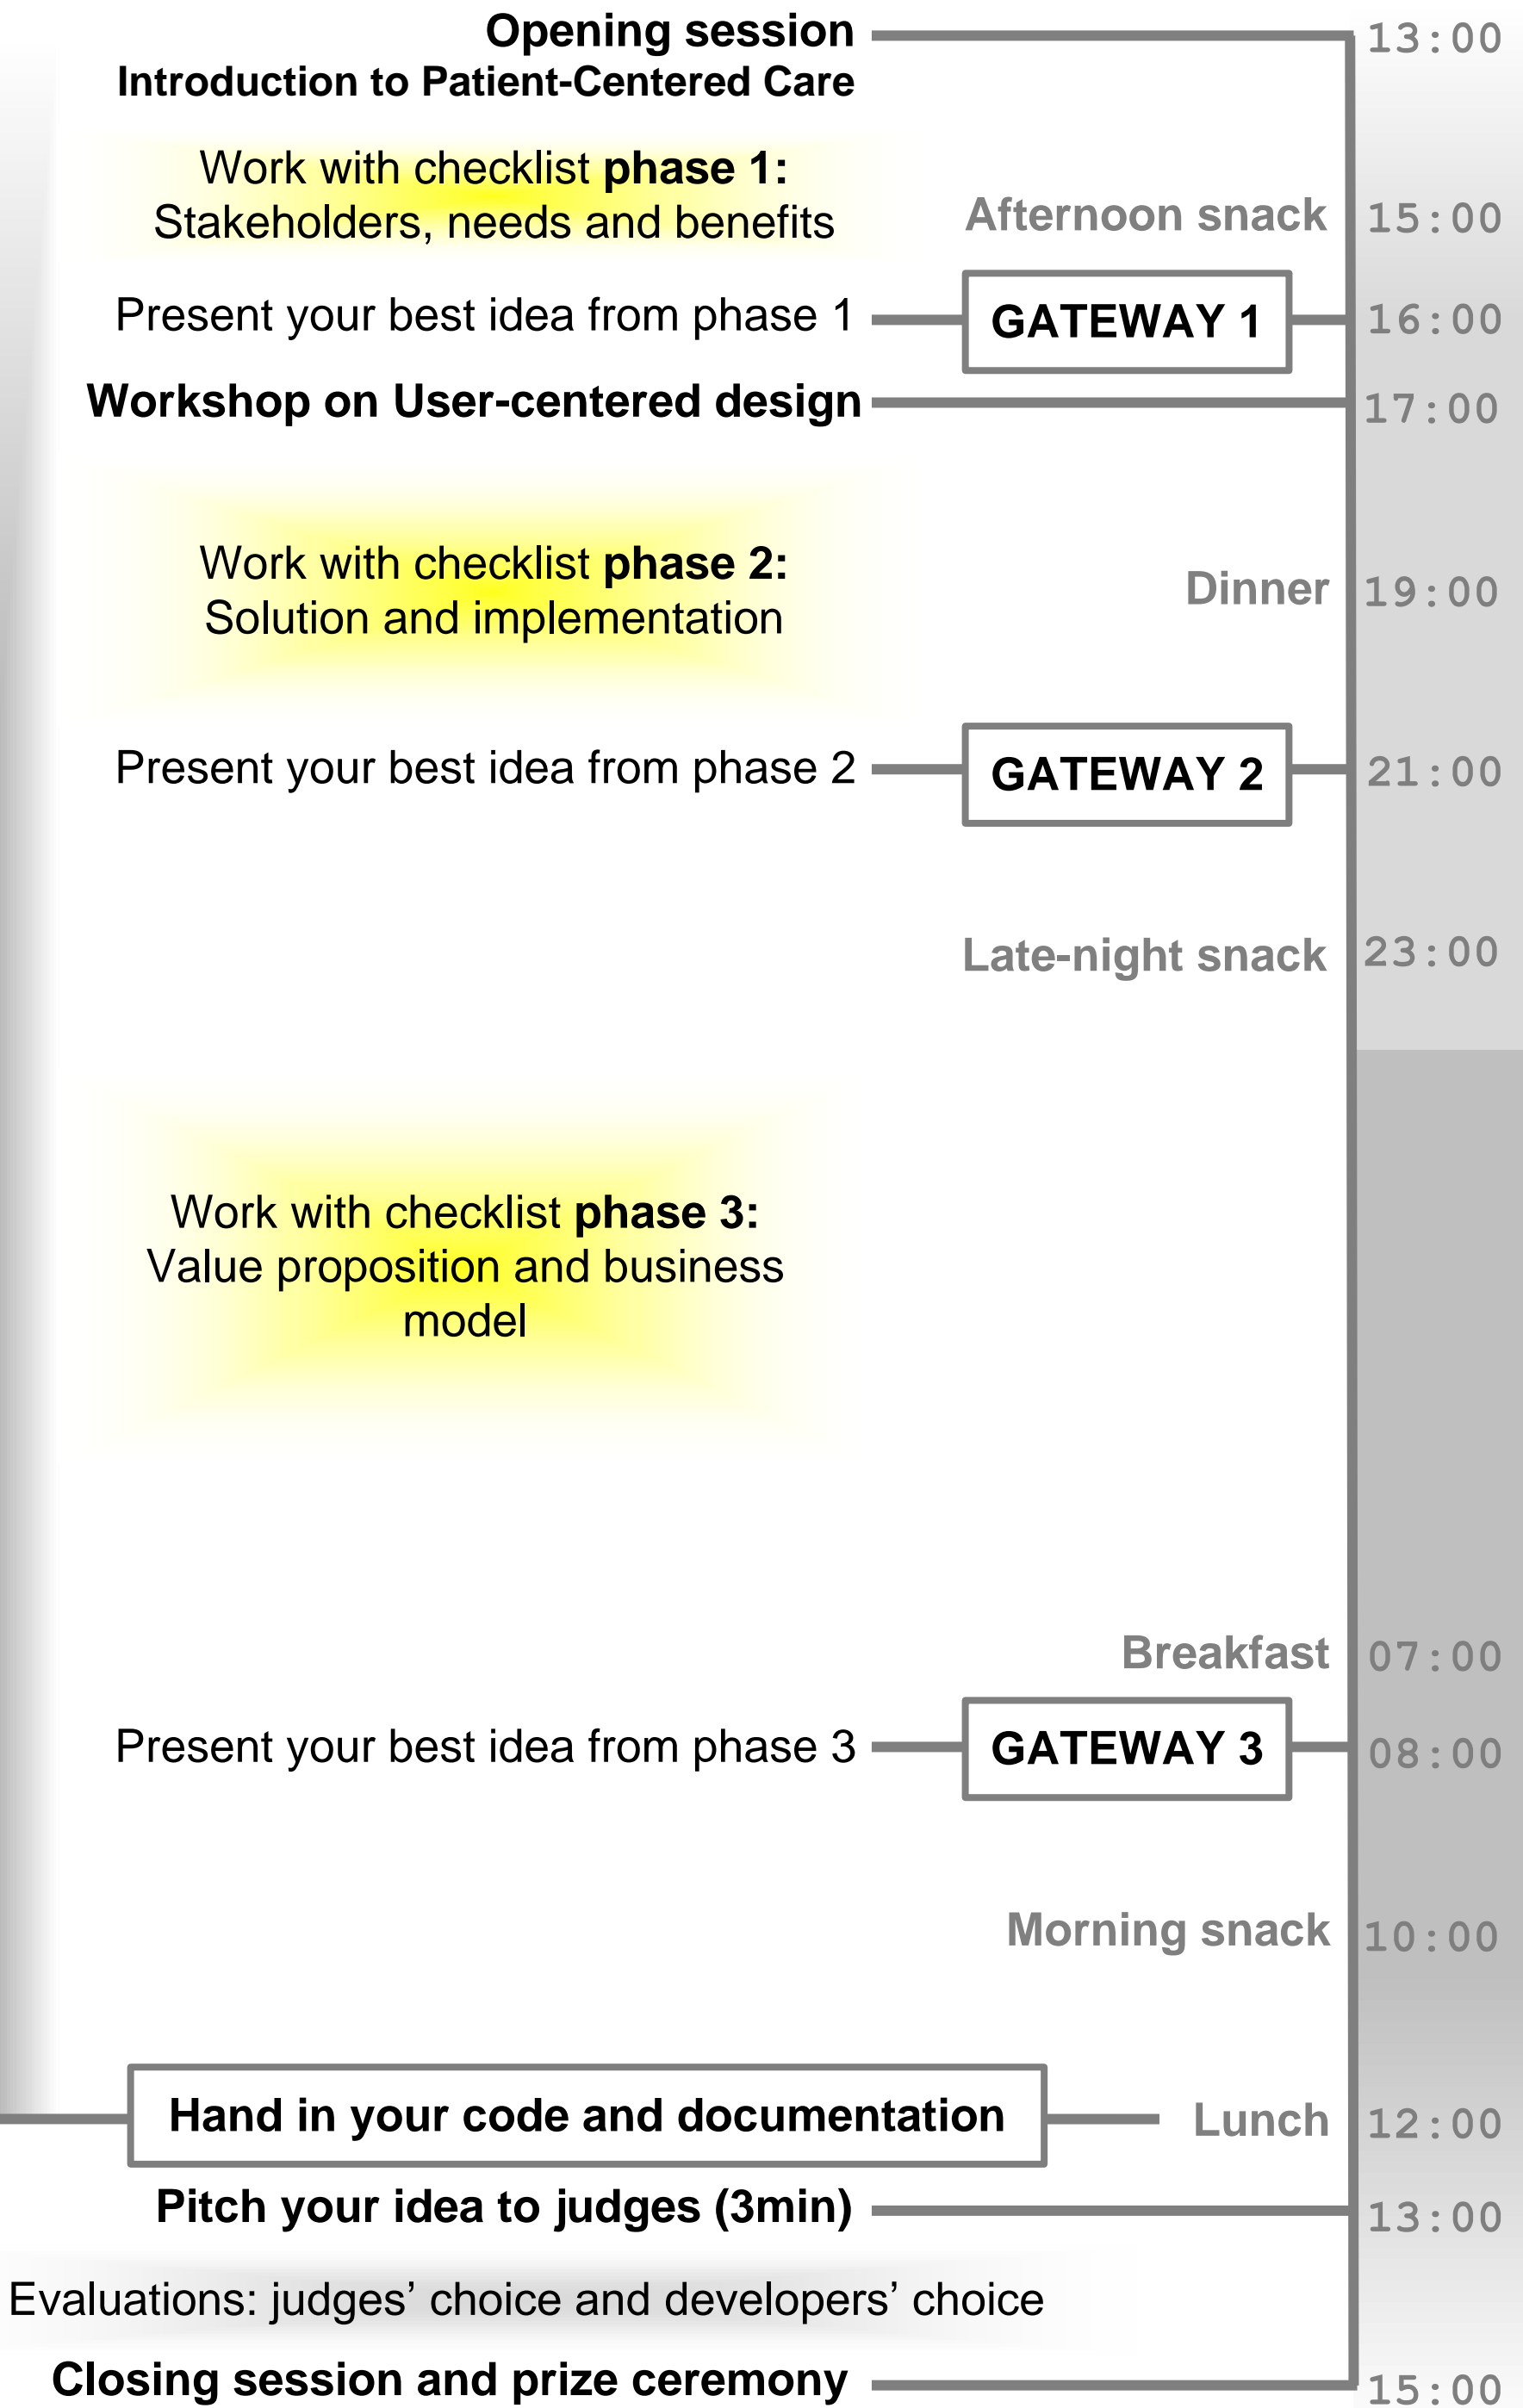 Opening session
13:00
Introduction to Patient-Centered Care
Work with checklist phase 1:
Stakeholders, needs and benefits
Afternoon snack
15:00
Present your best idea from phase 1
GATEWAY 1
16:00
Workshop on User-centered design
17:00
Work with checklist phase 2:
Solution and implementation
Dinner
19:00
Present your best idea from phase 2
GATEWAY 2
21:00
Late-night snack
23:00
Work with checklist phase 3:
Value proposition and business
model
Breakfast
07:00
Present your best idea from phase 3
GATEWAY 3
08:00
Morning snack
10:00
Hand in your code and documentation
Lunch
12:00
Pitch your idea to judges (3min)
13:00
Evaluations: judges’ choice and developers’ choice
Closing session and prize ceremony
15:00